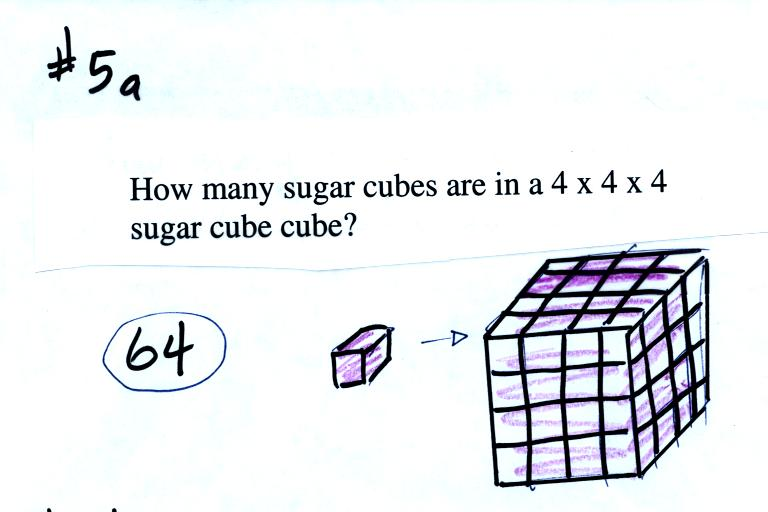 #5a
How many sugar cubes are in a 4 x 4 x 4
sugar cube cube?
64